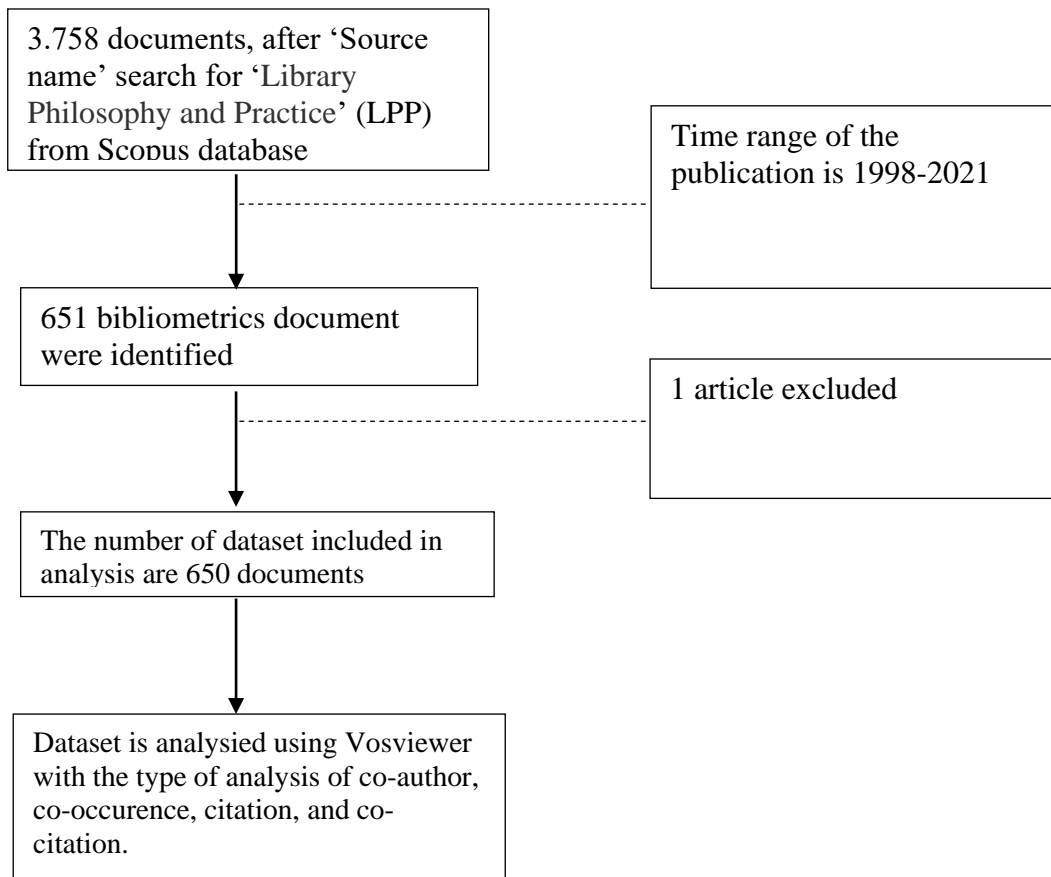 3.758 documents, after ‘Source
name’ search for ‘Library
Philosophy and Practice’ (LPP)
from Scopus database
Time range of the
publication is 1998-2021
651 bibliometrics document
were identified
1 article excluded
The number of dataset included in
analysis are 650 documents
Dataset is analysied using Vosviewer
with the type of analysis of co-author,
co-occurence, citation, and co-
citation.